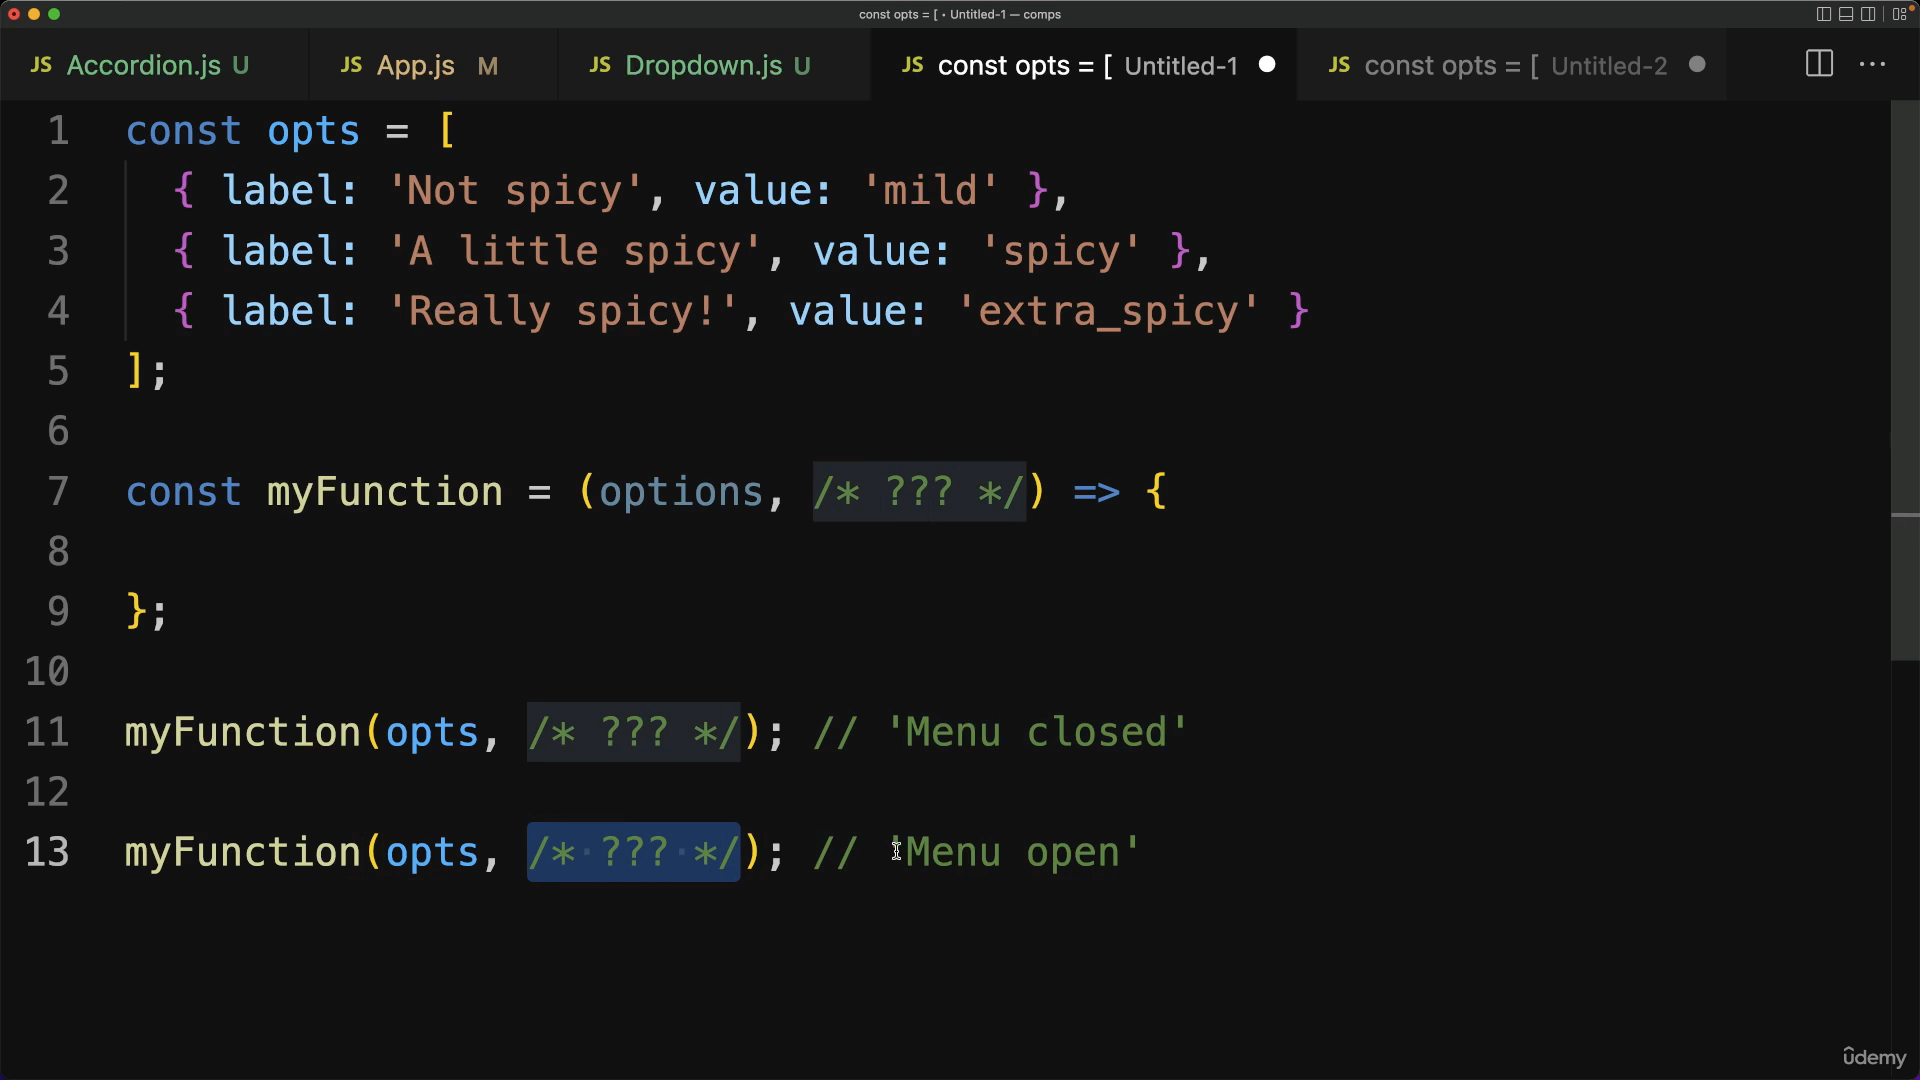 const opts = [ • Untitled-1 — comps
JS Accordion.js U JS App.js M JS Dropdown.js U JS const opts = [ Untitled-1 JS const opts = [ Untitled-2
1 const opts = [
2 { label: 'Not spicy', value: 'mild' },
3 { label: 'A little spicy', value: 'spicy' },
4 { label: 'Really spicy!', value: 'extra_spicy' }
5 ];
6
7 const myFunction = (options, /* ??? */) => {
8
9 };
10
11 myFunction(opts, /* ??? */); // 'Menu closed'
12
13 myFunction(opts, /* ??? */); // 'Menu open'
ûdemy